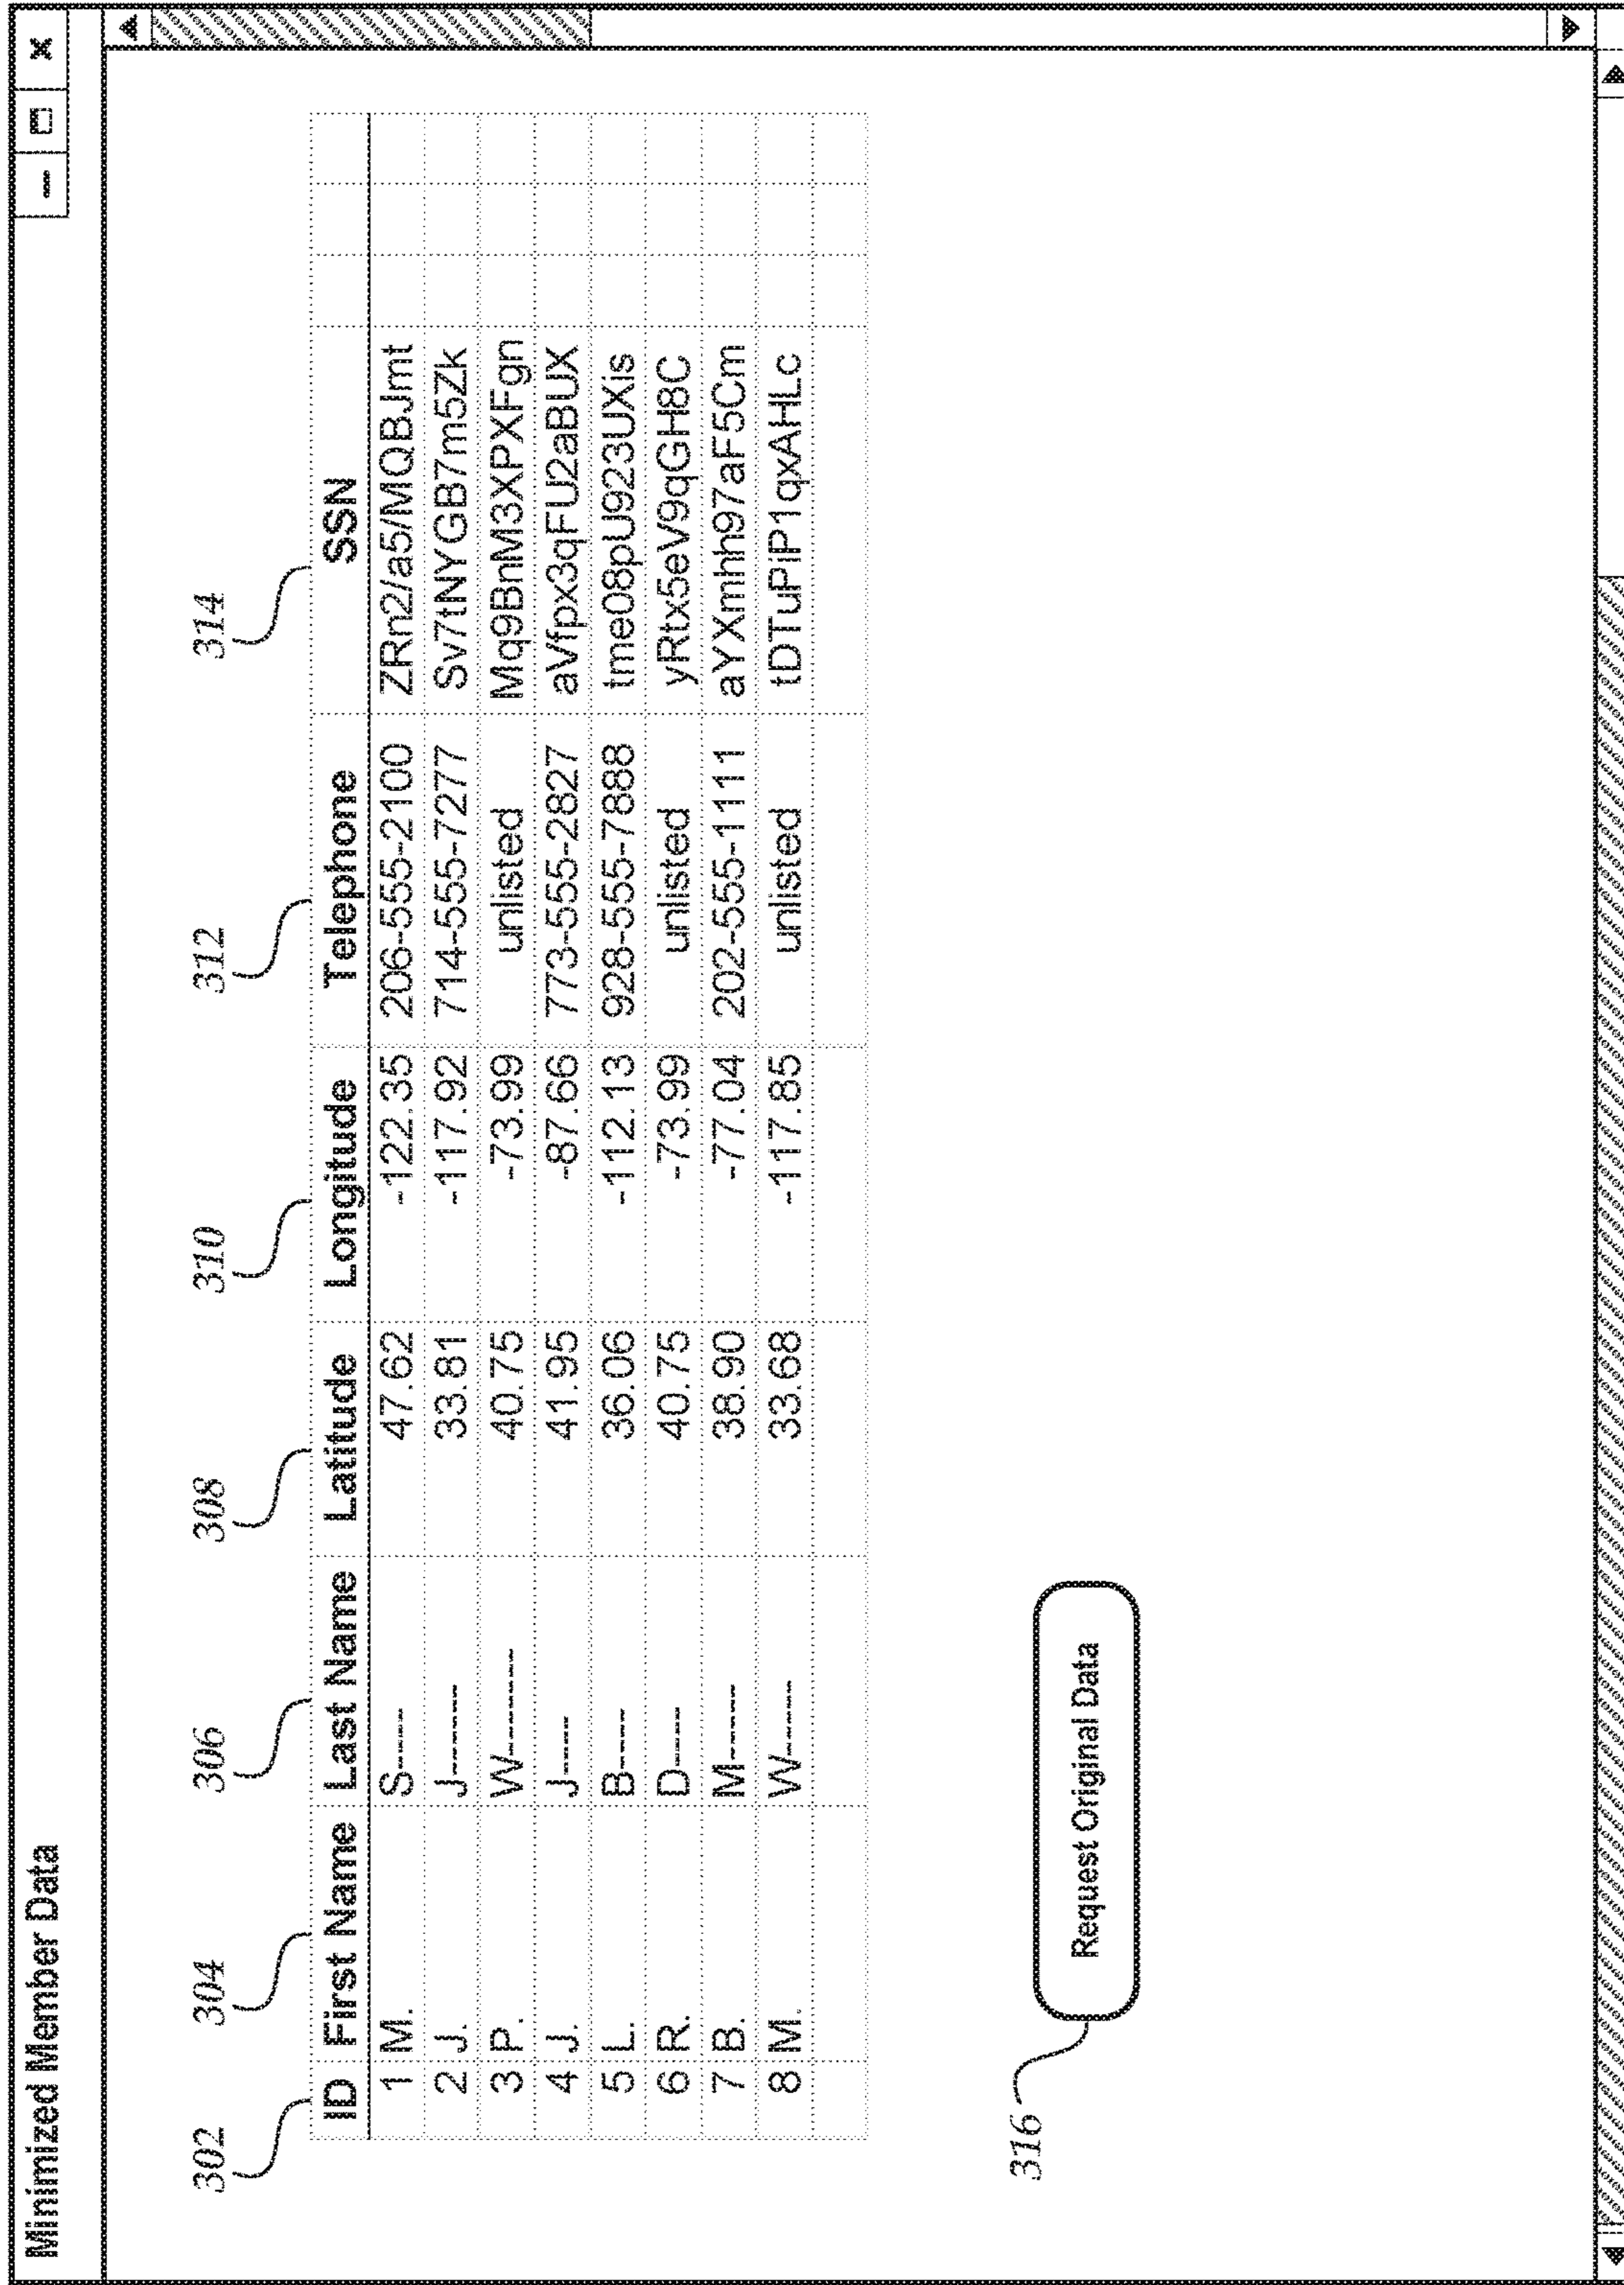 Minimized Member Data
302 304 306 308 310 312 314
ID First Name Last Name Latitude Longitude Telephone SSN
1 M. S---- 47.62 -122.35 206-555-2100 ZRn2/a5/MQBJmt
2 J. J------ 33.81 -117.92 714-555-7277 Sv7tNYGB7m5Zk
3 P. W------- 40.75 -73.99 unlisted Mq9BnM3XPXFgn
4 J. J---- 41.95 -87.66 773-555-2827 aVfpx3qFU2aBUX
5 L. B---- 36.06 -112.13 928-555-7888 tme08pU923UXis
6 R. D---- 40.75 -73.99 unlisted yRtx5eV9qGH8C
7 B. M----- 38.90 -77.04 202-555-1111 aYXmhh97aF5Cm
8 M. W----- 33.68 -117.85 unlisted tDTuPiP1qxAHLc
316 Request Original Data